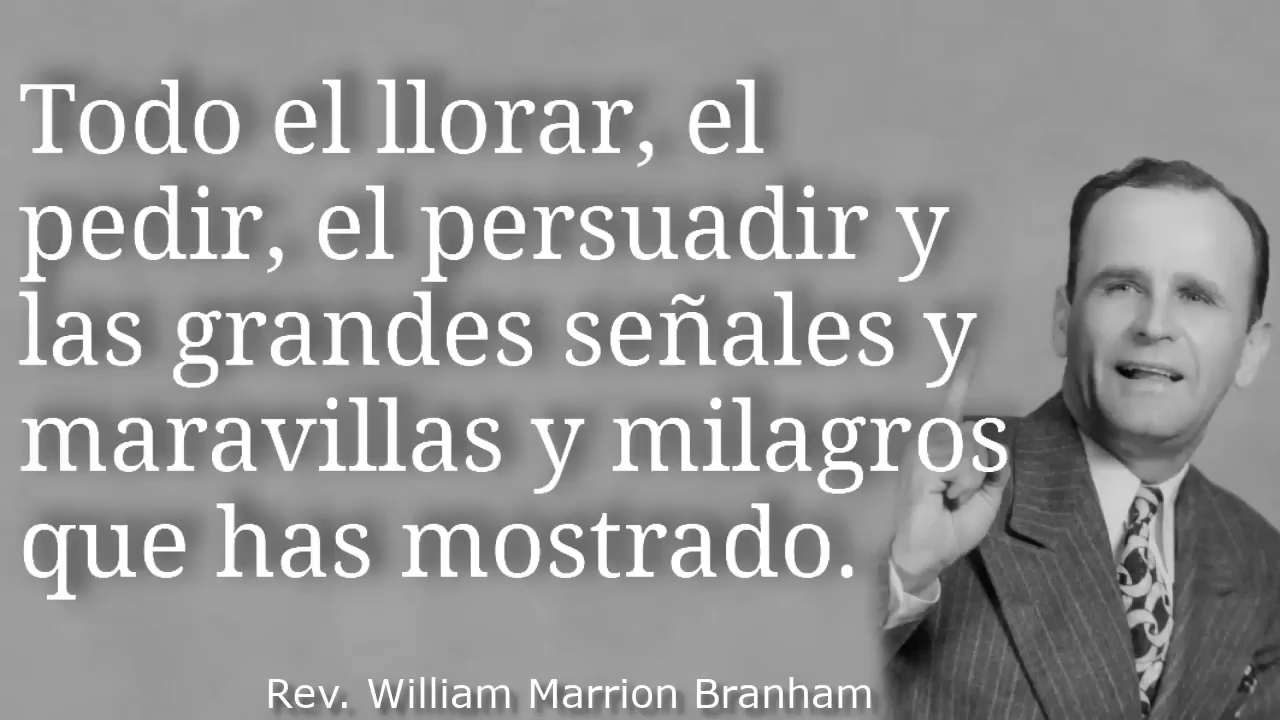 Todo el llorar, el
pedir, el persuadir y
las grandes señales y
maravillas y milagros
que has mostrado.
Rev. William Marrion Branham